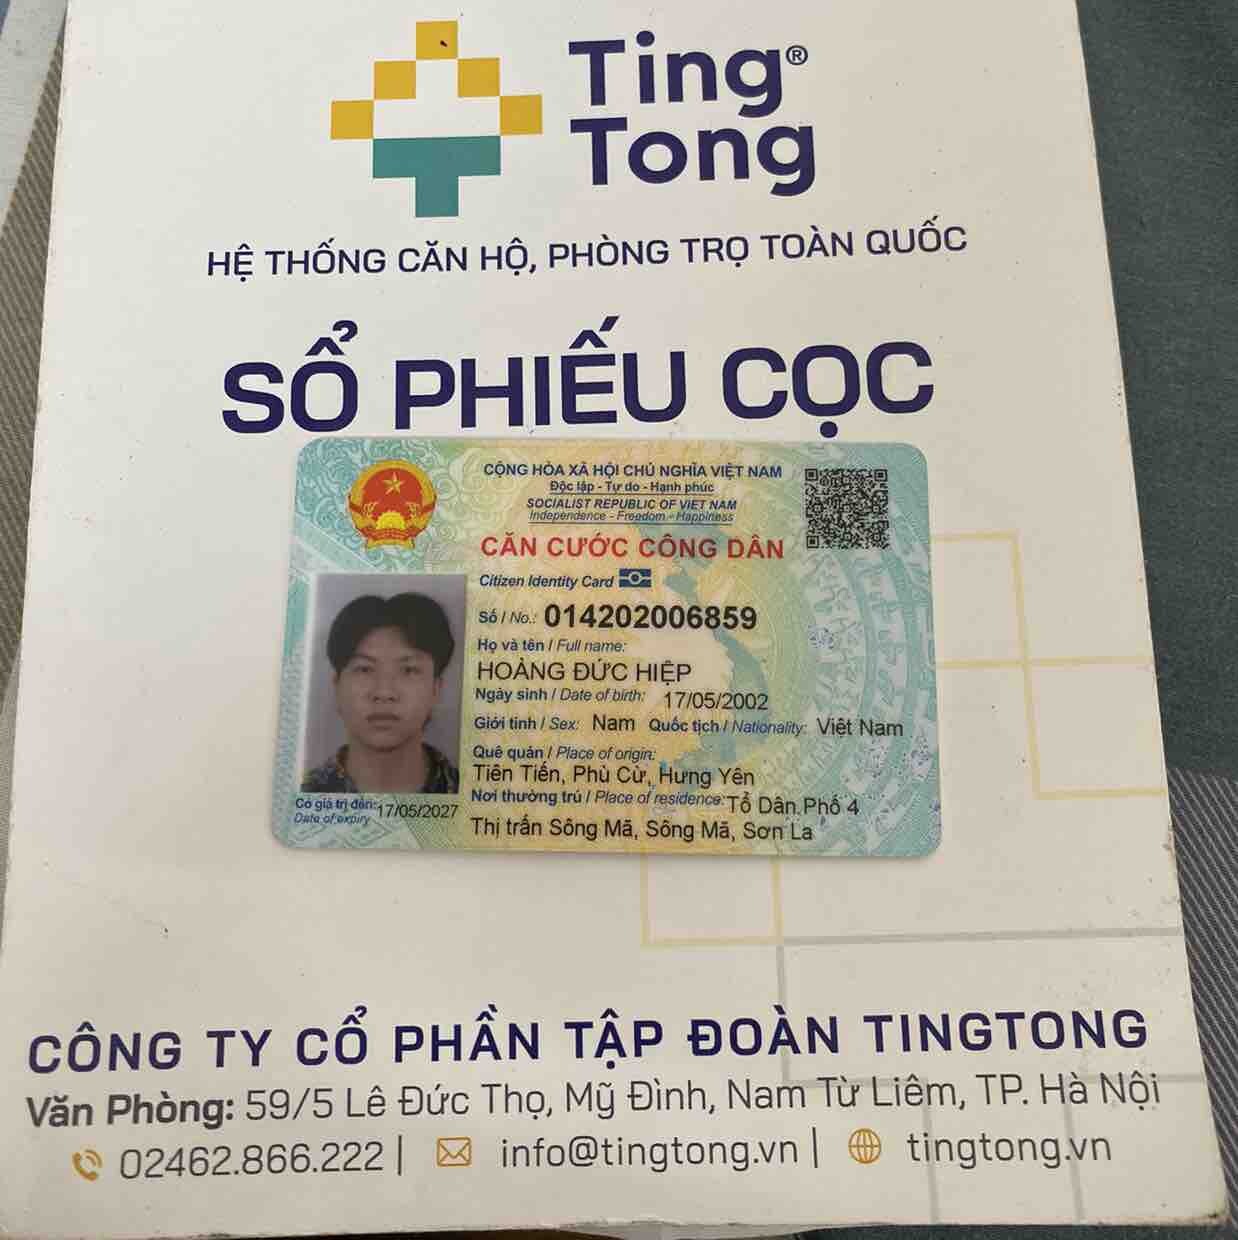 Ting®
Tong
HỆ THỐNG CĂN HỘ, PHÒNG TRỌ TOÀN QUỐC
SỔ PHIẾU CỌC
CỘNG HÒA XÃ HỘI CHỦ NGHĨA VIỆT NAM
Độc lập - Tự do - Hạnh phúc
SOCIALIST REPUBLIC OF VIET NAM
Independence - Freedom - Happiness
CĂN CƯỚC CÔNG DÂN
Citizen Identity Card
Số / No.: 014202006859
Họ và tên / Full name:
HOÀNG ĐỨC HIỆP
Ngày sinh / Date of birth: 17/05/2002
Giới tính / Sex: Nam Quốc tịch / Nationality: Việt Nam
Quê quán / Place of origin:
Tiên Tiến, Phù Cừ, Hưng Yên
Nơi thường trú / Place of residence: Tổ Dân Phố 4
Thị trấn Sông Mã, Sông Mã, Sơn La
Có giá trị đến: 17/05/2027
Date of expiry
CÔNG TY CỔ PHẦN TẬP ĐOÀN TINGTONG
Văn Phòng: 59/5 Lê Đức Thọ, Mỹ Đình, Nam Từ Liêm, TP. Hà Nội
02462.866.222 | info@tingtong.vn | tingtong.vn